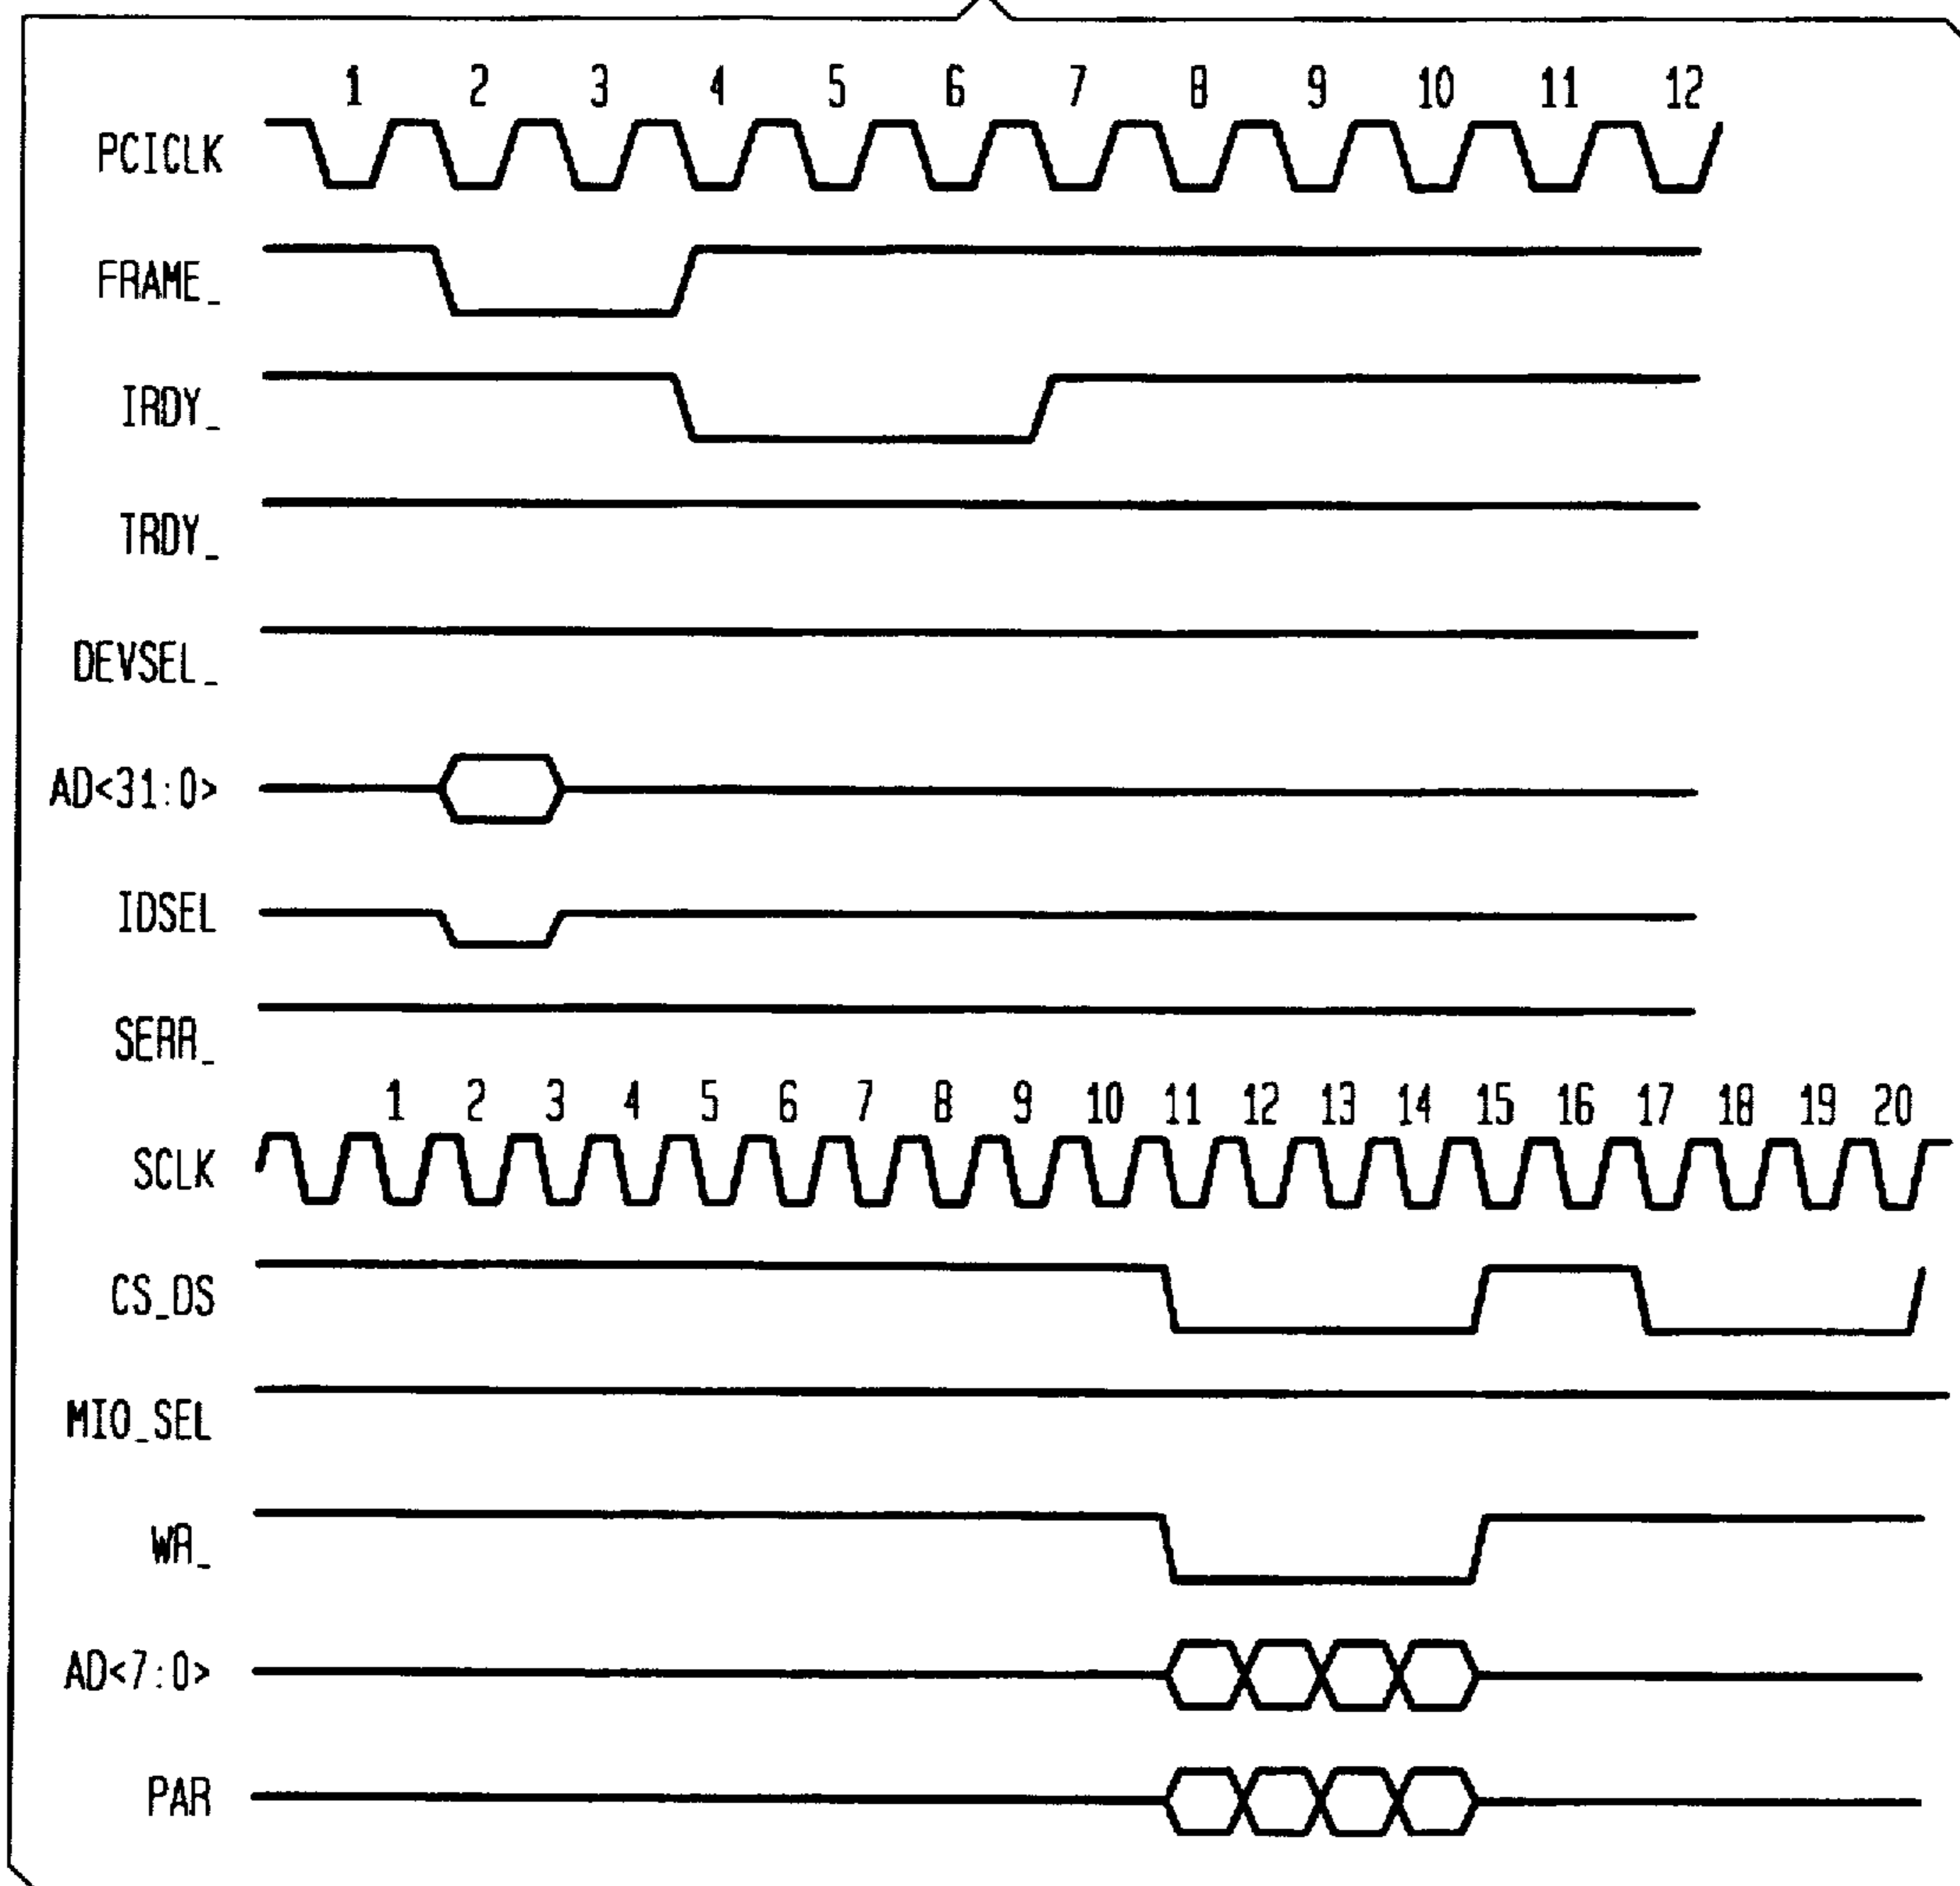 1 2 3 4 5 6 7 8 9 10 11 12
PCICLK
FRAME_
IRDY_
TRDY_
DEVSEL_
AD<31:0>
IDSEL
SERR_
1 2 3 4 5 6 7 8 9 10 11 12 13 14 15 16 17 18 19 20
SCLK
CS_DS
MIO_SEL
WR_
AD<7:0>
PAR